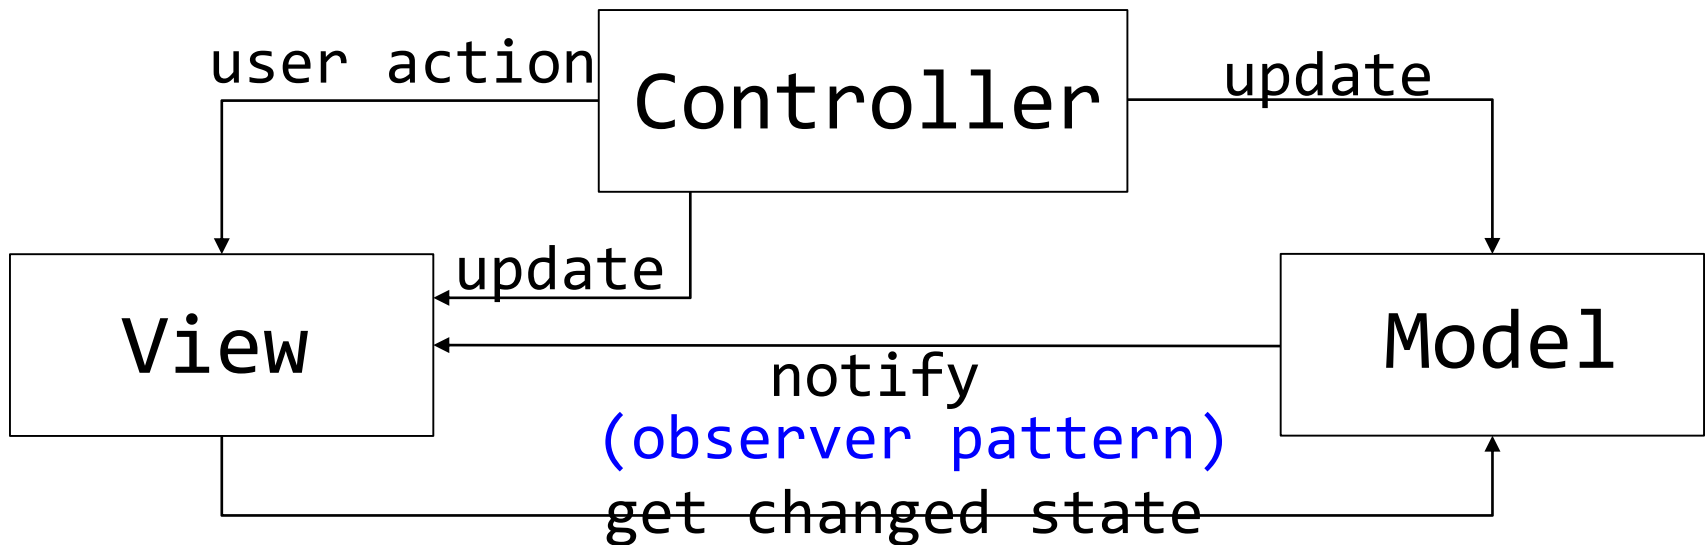 user action
Controller
update
update
View
Model
notify
(observer pattern)
get changed state